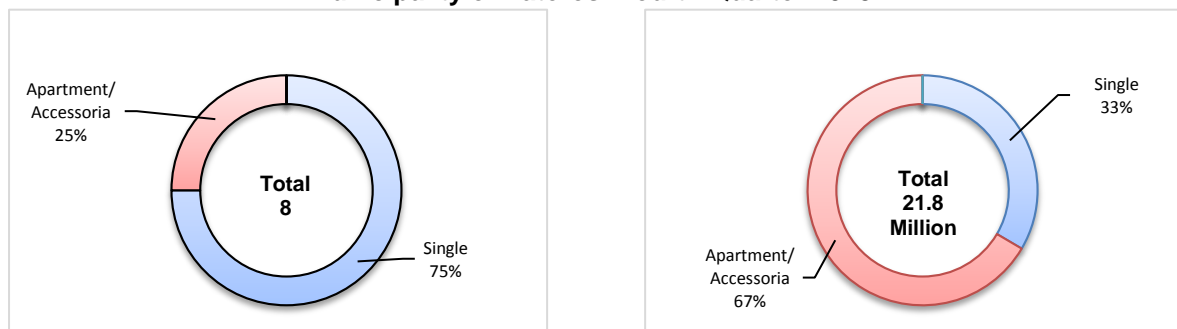 Apartment/
Accessoria
25%
Total
8
Single
75%
Single
33%
Total
21.8
Million
Apartment/
Accessoria
67%